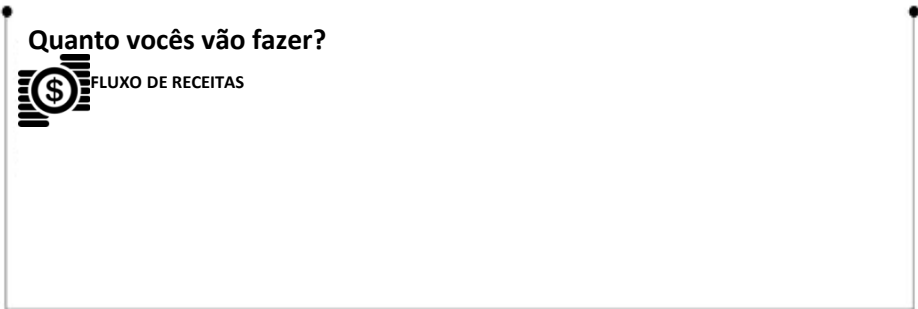 Quanto vocês vão fazer?
$
FLUXO DE RECEITAS